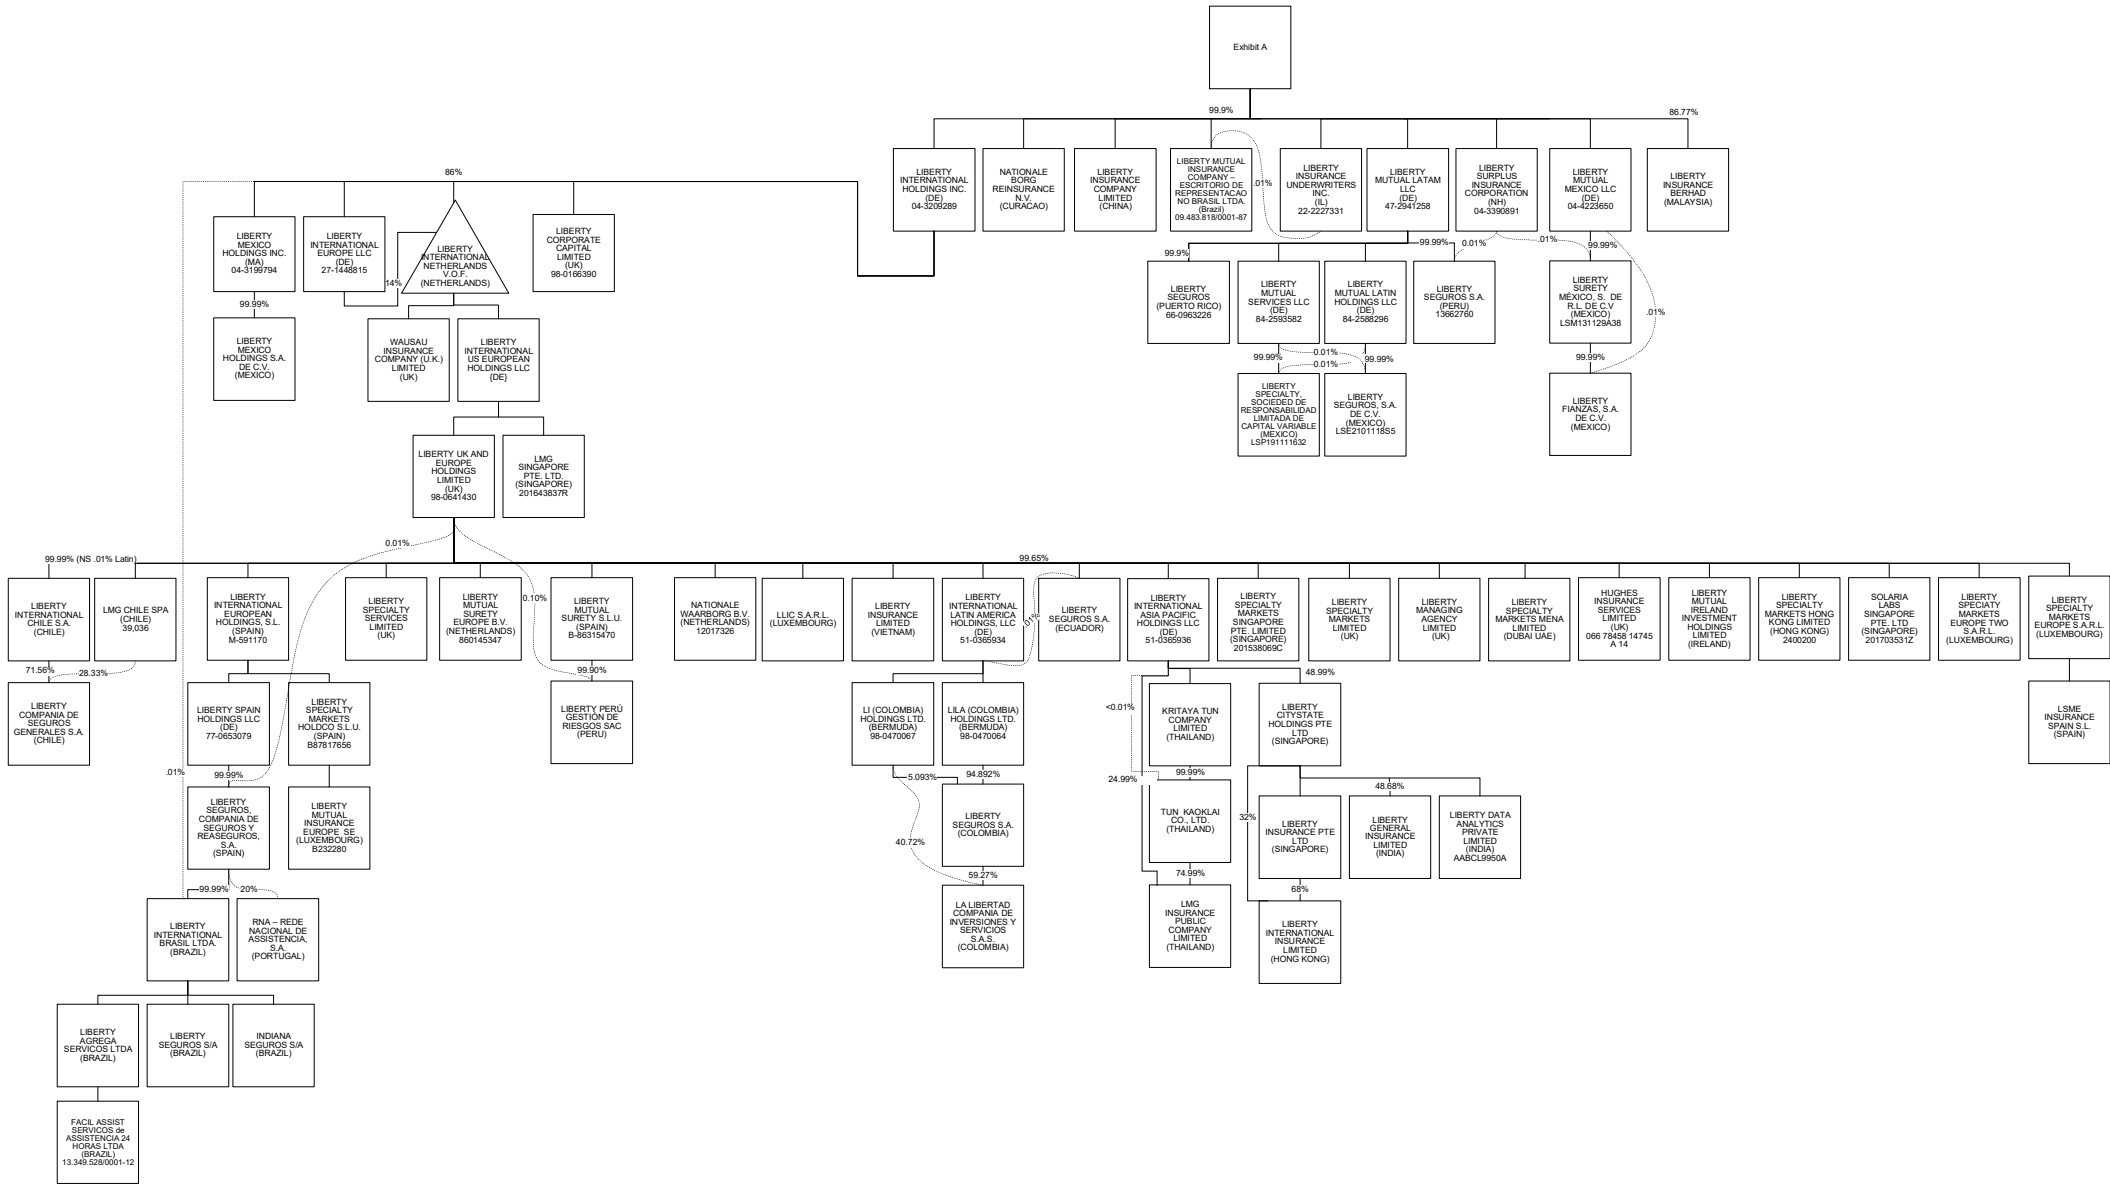 Exhibit A
99.9%
86.77%
LIBERTY
INTERNATIONAL
HOLDINGS INC.
(DE)
04-3209289
NATIONALE
BORG
REINSURANCE
N.V.
(CURACAO)
LIBERTY
INSURANCE
COMPANY
LIMITED
(CHINA)
LIBERTY MUTUAL
INSURANCE
COMPANY –
ESCRITORIO DE
REPRESENTACAO
NO BRASIL LTDA.
(Brazil)
09.483.818/0001-87
.01%
LIBERTY
INSURANCE
UNDERWRITERS
INC.
(IL)
22-2227331
LIBERTY
MUTUAL LATAM
LLC
(DE)
47-2941258
LIBERTY
SURPLUS
INSURANCE
CORPORATION
(NH)
04-3390891
LIBERTY
MUTUAL
MEXICO LLC
(DE)
04-4223650
LIBERTY
INSURANCE
BERHAD
(MALAYSIA)
86%
LIBERTY
MEXICO
HOLDINGS INC.
(MA)
04-3199794
LIBERTY
INTERNATIONAL
EUROPE LLC
(DE)
27-1448815
14%
LIBERTY
INTERNATIONAL
NETHERLANDS
V.O.F.
(NETHERLANDS)
LIBERTY
CORPORATE
CAPITAL
LIMITED
(UK)
98-0166390
99.9%
99.99%
0.01%
.01%
99.99%
LIBERTY
SEGUROS
(PUERTO RICO)
66-0963226
LIBERTY
MUTUAL
SERVICES LLC
(DE)
84-2593582
LIBERTY
MUTUAL LATIN
HOLDINGS LLC
(DE)
84-2588296
LIBERTY
SEGUROS S.A.
(PERU)
13662760
LIBERTY
SURETY
MÉXICO, S. DE
R.L. DE C.V
(MEXICO)
LSM131129A38
.01%
99.99%
LIBERTY
MEXICO
HOLDINGS S.A.
DE C.V.
(MEXICO)
WAUSAU
INSURANCE
COMPANY (U.K.)
LIMITED
(UK)
LIBERTY
INTERNATIONAL
US EUROPEAN
HOLDINGS LLC
{DE}
99.99%
0.01%
0.01%
99.99%
99.99%
LIBERTY
SPECIALTY,
SOCIEDED DE
RESPONSABILIDAD
LIMITADA DE
CAPITAL VARIABLE
(MEXICO)
LSP191111632
LIBERTY
SEGUROS, S.A.
DE C.V.
(MEXICO)
LSE2101118S5
LIBERTY
FIANZAS, S.A.
DE C.V.
(MEXICO)
LIBERTY UK AND
EUROPE
HOLDINGS
LIMITED
(UK)
98-0641430
LMG
SINGAPORE
PTE. LTD.
(SINGAPORE)
201643837R
0.01%
99.99% (NS .01% Latin)
99.65%
LIBERTY
INTERNATIONAL
CHILE S.A.
(CHILE)
LMG CHILE SPA
(CHILE)
39,036
LIBERTY
INTERNATIONAL
EUROPEAN
HOLDINGS, S.L.
(SPAIN)
M-591170
LIBERTY
SPECIALTY
SERVICES
LIMITED
(UK)
LIBERTY
MUTUAL
SURETY
EUROPE B.V.
(NETHERLANDS)
860145347
0.10%
LIBERTY
MUTUAL
SURETY S.L.U.
(SPAIN)
B-86315470
NATIONALE
WAARBORG B.V.
(NETHERLANDS)
12017326
LLIC S.A.R.L.
(LUXEMBOURG)
LIBERTY
INSURANCE
LIMITED
(VIETNAM)
LIBERTY
INTERNATIONAL
LATIN AMERICA
HOLDINGS, LLC
(DE)
51-0365934
.01%
LIBERTY
SEGUROS S.A.
(ECUADOR)
LIBERTY
INTERNATIONAL
ASIA PACIFIC
HOLDINGS LLC
(DE)
51-0365936
LIBERTY
SPECIALTY
MARKETS
SINGAPORE
PTE. LIMITED
(SINGAPORE)
201538069C
LIBERTY
SPECIALTY
MARKETS
LIMITED
(UK)
LIBERTY
MANAGING
AGENCY
LIMITED
(UK)
LIBERTY
SPECIALTY
MARKETS MENA
LIMITED
(DUBAI UAE)
HUGHES
INSURANCE
SERVICES
LIMITED
(UK)
066 78458 14745
A 14
LIBERTY
MUTUAL
IRELAND
INVESTMENT
HOLDINGS
LIMITED
(IRELAND)
LIBERTY
SPECIALTY
MARKETS HONG
KONG LIMITED
(HONG KONG)
2400200
SOLARIA
LABS
SINGAPORE
PTE. LTD
(SINGAPORE)
201703531Z
LIBERTY
SPECIATY
MARKETS
EUROPE TWO
S.A.R.L.
(LUXEMBOURG)
LIBERTY
SPECIALTY
MARKETS
EUROPE S.A.R.L.
(LUXEMBOURG)
71.56%
28.33%
99.90%
48.99%
LIBERTY
COMPANIA DE
SEGUROS
GENERALES S.A.
(CHILE)
LIBERTY SPAIN
HOLDINGS LLC
(DE)
77-0653079
LIBERTY
SPECIALTY
MARKETS
HOLDCO S.L.U.
(SPAIN)
B87817656
LIBERTY PERÚ
GESTIÓN DE
RIESGOS SAC
(PERU)
LI (COLOMBIA)
HOLDINGS LTD.
(BERMUDA)
98-0470067
LILA (COLOMBIA)
HOLDINGS LTD.
(BERMUDA)
98-0470064
<0.01%
KRITAYA TUN
COMPANY
LIMITED
(THAILAND)
LIBERTY
CITYSTATE
HOLDINGS PTE
LTD
(SINGAPORE)
LSME
INSURANCE
SPAIN S.L.
(SPAIN)
.01%
99.99%
5.093%
94.892%
24.99%
99.99%
48.68%
LIBERTY
SEGUROS,
COMPANIA DE
SEGUROS Y
REASEGUROS,
S.A.
(SPAIN)
LIBERTY
MUTUAL
INSURANCE
EUROPE SE
(LUXEMBOURG)
B232280
40.72%
LIBERTY
SEGUROS S.A.
(COLOMBIA)
TUN KAOKLAI
CO., LTD.
(THAILAND)
32%
LIBERTY
INSURANCE PTE
LTD
(SINGAPORE)
LIBERTY
GENERAL
INSURANCE
LIMITED
(INDIA)
LIBERTY DATA
ANALYTICS
PRIVATE
LIMITED
(INDIA)
AABCL9950A
99.99%
20%
59.27%
74.99%
68%
LIBERTY
INTERNATIONAL
BRASIL LTDA.
(BRAZIL)
RNA – REDE
NACIONAL DE
ASSISTENCIA,
S.A.
(PORTUGAL)
LA LIBERTAD
COMPANIA DE
INVERSIONES Y
SERVICIOS
S.A.S.
(COLOMBIA)
LMG
INSURANCE
PUBLIC
COMPANY
LIMITED
(THAILAND)
LIBERTY
INTERNATIONAL
INSURANCE
LIMITED
(HONG KONG)
LIBERTY
AGREGA
SERVICOS LTDA
(BRAZIL)
LIBERTY
SEGUROS S/A
(BRAZIL)
INDIANA
SEGUROS S/A
(BRAZIL)
FACIL ASSIST
SERVICOS de
ASSISTENCIA 24
HORAS LTDA
(BRAZIL)
13.349.528/0001-12